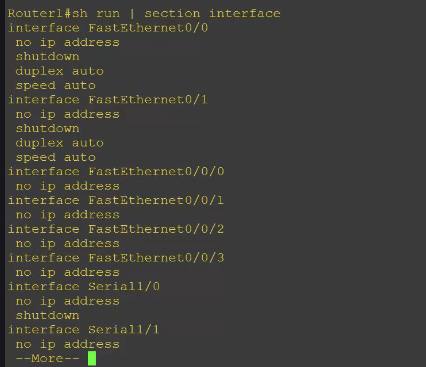 Router1#sh run | section interface
interface FastEthernet0/0
 no ip address
 shutdown
 duplex auto
 speed auto
interface FastEthernet0/1
 no ip address
 shutdown
 duplex auto
 speed auto
interface FastEthernet0/0/0
 no ip address
interface FastEthernet0/0/1
 no ip address
interface FastEthernet0/0/2
 no ip address
interface FastEthernet0/0/3
 no ip address
interface Serial1/0
 no ip address
 shutdown
interface Serial1/1
 no ip address
 --More--